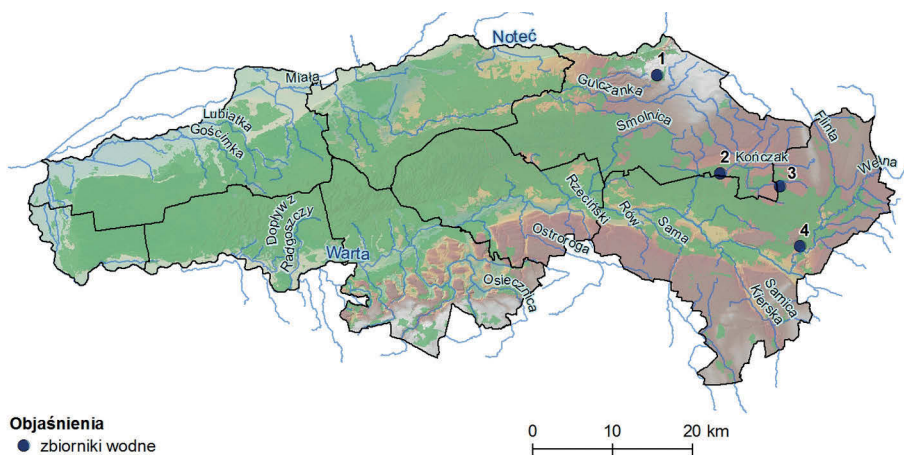 Noteć
1
Miała
Gulczanka
Lubiatka
Gościmka
Smolnica
Flinta
2
Kończak
3
Wełna
Rzeciński
Rów
Dopływ z
Radgoszczy
Sama
4
Ostroroga
Warta
Osiecznica
Samica
Kierska
Objaśnienia
zbiorniki wodne
0 10 20 km